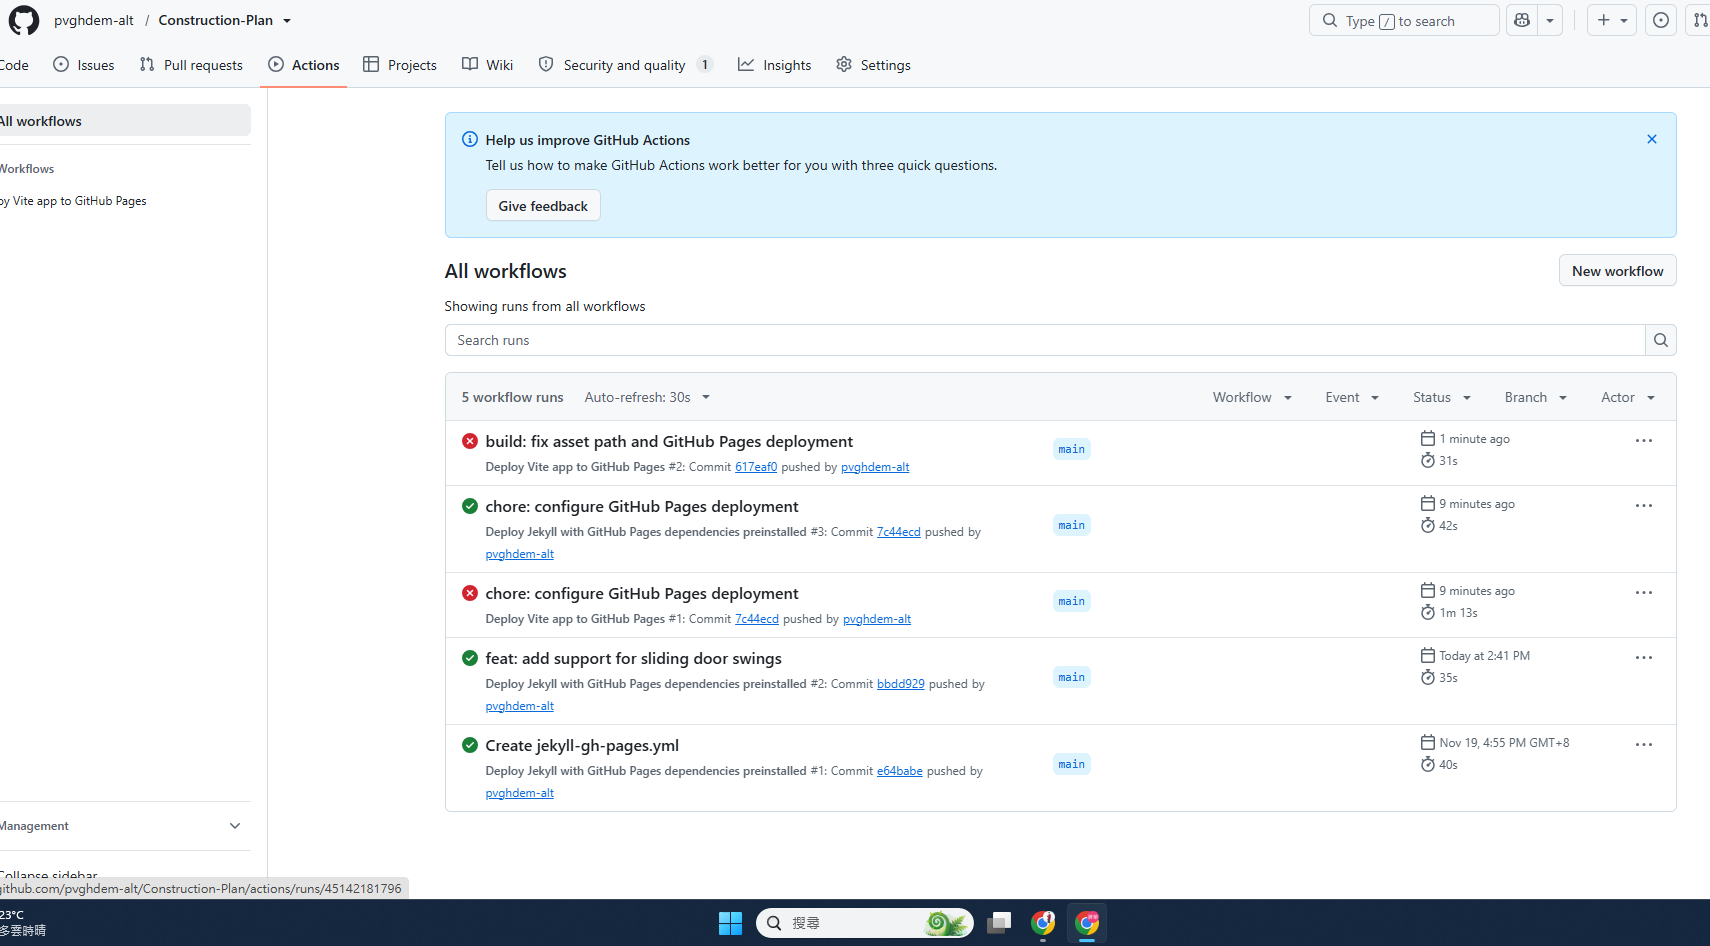 pvghdem-alt / Construction-Plan
Type / to search
Code Issues Pull requests Actions Projects Wiki Security and quality 1 Insights Settings
All workflows
Workflows
oy Vite app to GitHub Pages
Management
Collapse sidebar
github.com/pvghdem-alt/Construction-Plan/actions/runs/45142181796
Help us improve GitHub Actions
Tell us how to make GitHub Actions work better for you with three quick questions.
Give feedback
All workflows
New workflow
Showing runs from all workflows
Search runs
5 workflow runs Auto-refresh: 30s Workflow Event Status Branch Actor
build: fix asset path and GitHub Pages deployment
Deploy Vite app to GitHub Pages #2: Commit 617eaf0 pushed by pvghdem-alt
main
1 minute ago
31s
chore: configure GitHub Pages deployment
Deploy Jekyll with GitHub Pages dependencies preinstalled #3: Commit 7c44ecd pushed by
pvghdem-alt
main
9 minutes ago
42s
chore: configure GitHub Pages deployment
Deploy Vite app to GitHub Pages #1: Commit 7c44ecd pushed by pvghdem-alt
main
9 minutes ago
1m 13s
feat: add support for sliding door swings
Deploy Jekyll with GitHub Pages dependencies preinstalled #2: Commit bbdd929 pushed by
pvghdem-alt
main
Today at 2:41 PM
35s
Create jekyll-gh-pages.yml
Deploy Jekyll with GitHub Pages dependencies preinstalled #1: Commit e64babe pushed by
pvghdem-alt
main
Nov 19, 4:55 PM GMT+8
40s
23°C
多雲時晴
搜尋